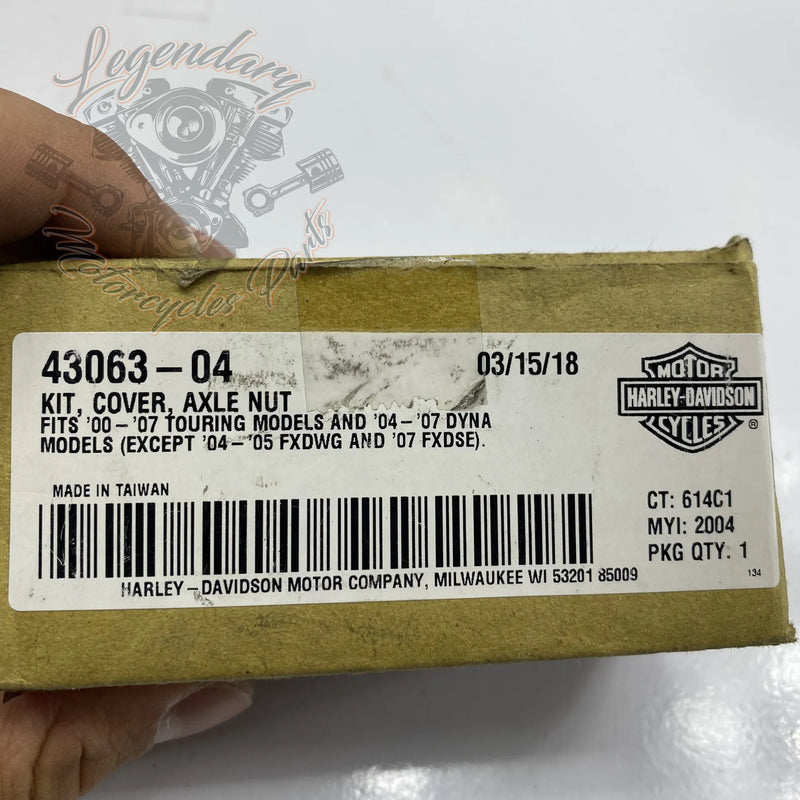 Legendary
Motorcycles Parts
43063-04
03/15/18
KIT, COVER, AXLE NUT
FITS '00-'07 TOURING MODELS AND '04-'07 DYNA
MODELS (EXCEPT '04-'05 FXDWG AND '07 FXDSE).
MOTOR
HARLEY-DAVIDSON
CYCLES
®
MADE IN TAIWAN
CT: 614C1
MYI: 2004
PKG QTY: 1
HARLEY-DAVIDSON MOTOR COMPANY, MILWAUKEE WI 53201 85009
134